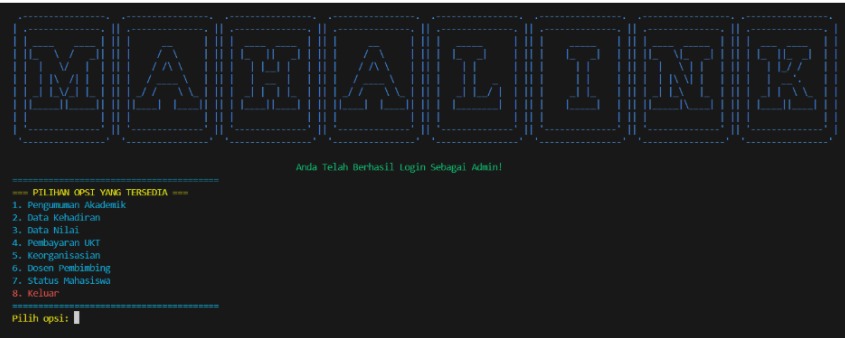 MAHALINK
Anda Telah Berhasil Login Sebagai Admin!
=== PILIHAN OPSI YANG TERSEDIA ===
1. Pengumuman Akademik
2. Data Kehadiran
3. Data Nilai
4. Pembayaran UKT
5. Keorganisasian
6. Dosen Pembimbing
7. Status Mahasiswa
8. Keluar
Pilih opsi: